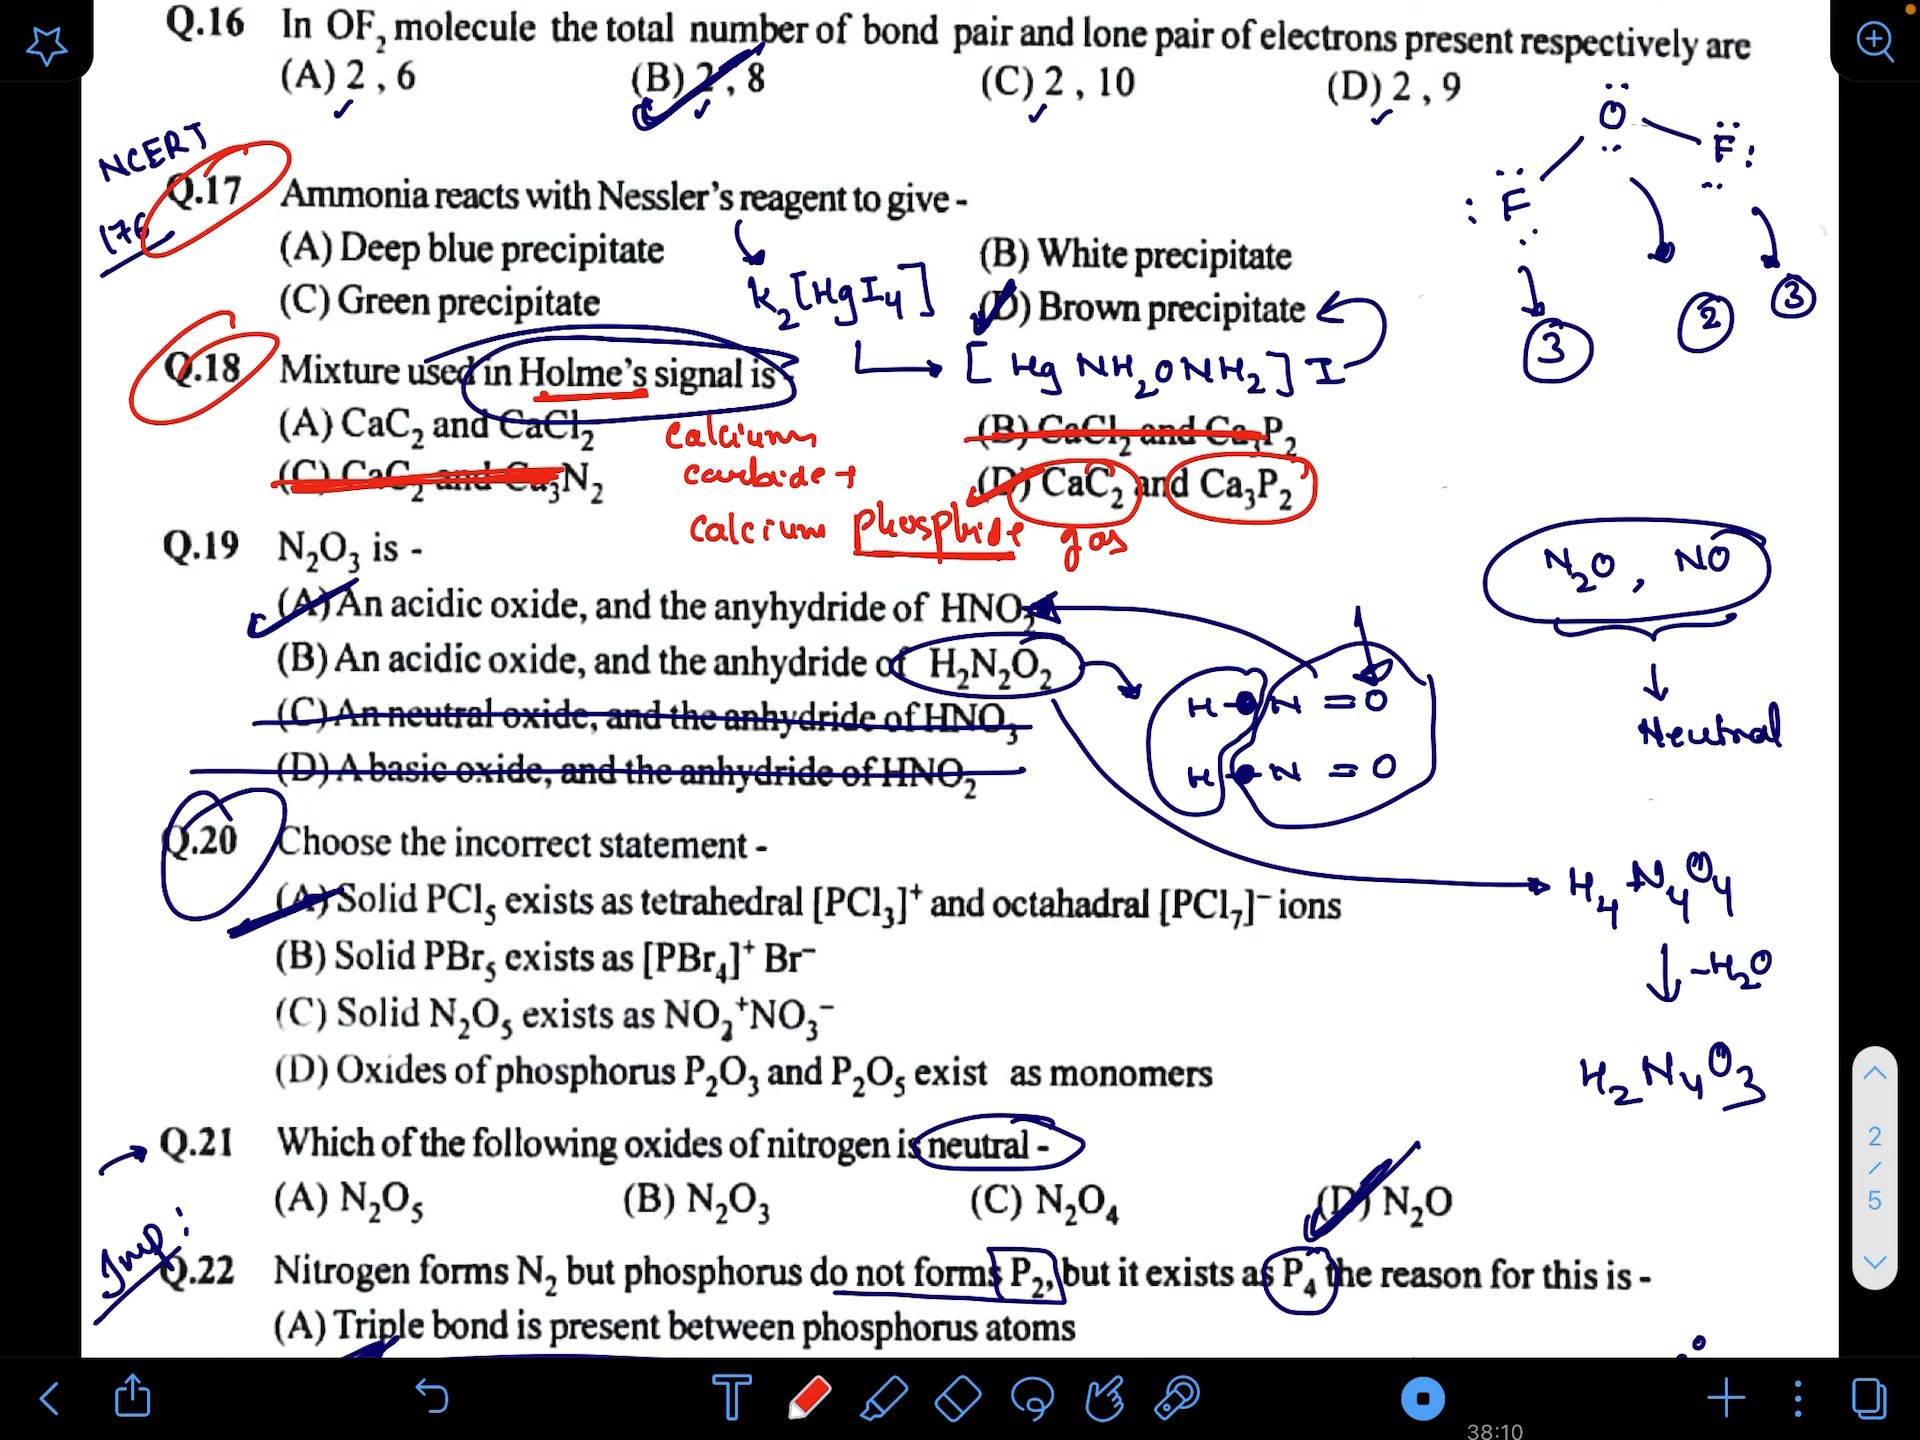 Q.16 In OF₂ molecule the total number of bond pair and lone pair of electrons present respectively are
(A) 2 , 6 (B) 2 , 8 (C) 2 , 10 (D) 2 , 9
O
F
F
3
2
3
NCERT
176
Q.17 Ammonia reacts with Nessler's reagent to give -
(A) Deep blue precipitate (B) White precipitate
(C) Green precipitate (D) Brown precipitate
K₂[HgI₄]
[Hg NH₂ O NH₂] I
Q.18 Mixture used in Holme's signal is -
(A) CaC₂ and CaCl₂ (B) CaCl₂ and Ca₃P₂
(C) CaC₂ and Ca₃N₂ (D) CaC₂ and Ca₃P₂
Calcium
carbide +
Calcium phosphide gas
Q.19 N₂O₃ is -
(A) An acidic oxide, and the anyhydride of HNO₂
(B) An acidic oxide, and the anhydride of H₂N₂O₂
(C) An neutral oxide, and the anhydride of HNO₃
(D) A basic oxide, and the anhydride of HNO₂
N₂O , NO
Neutral
H N = O
H N = O
H₄N₄O₄
-H₂O
H₂N₄O₃
Q.20 Choose the incorrect statement -
(A) Solid PCl₅ exists as tetrahedral [PCl₃]⁺ and octahadral [PCl₇]⁻ ions
(B) Solid PBr₅ exists as [PBr₄]⁺ Br⁻
(C) Solid N₂O₅ exists as NO₂⁺NO₃⁻
(D) Oxides of phosphorus P₂O₃ and P₂O₅ exist as monomers
Q.21 Which of the following oxides of nitrogen is neutral -
(A) N₂O₅ (B) N₂O₃ (C) N₂O₄ (D) N₂O
Imp:
Q.22 Nitrogen forms N₂ but phosphorus do not forms P₂, but it exists as P₄ the reason for this is -
(A) Triple bond is present between phosphorus atoms
2
/
5
T
38:10